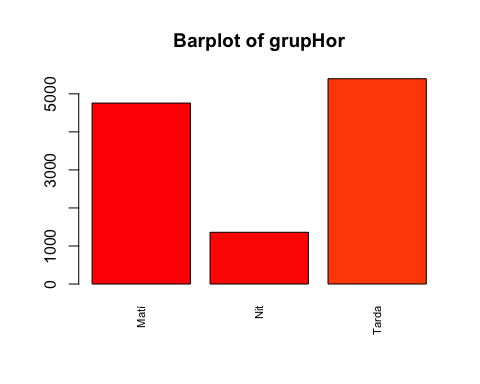 Barplot of grupHor
5000
3000
1000
0
Matí
Nit
Tarda